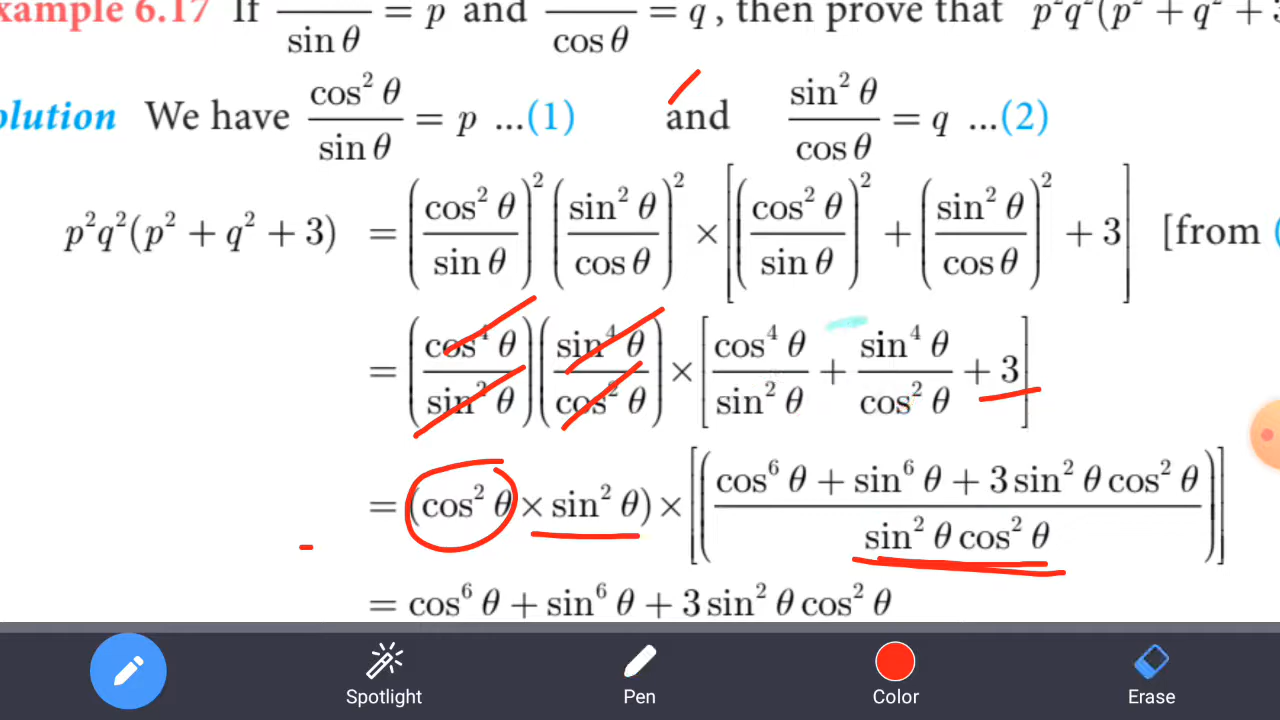 xample 6.17 If /sin θ = p and /cos θ = q, then prove that p²q²(p² + q² + 3
olution We have cos² θ/sin θ = p ...(1) and sin² θ/cos θ = q ...(2)
p²q²(p² + q² + 3) = (cos² θ/sin θ)² (sin² θ/cos θ)² × [(cos² θ/sin θ)² + (sin² θ/cos θ)² + 3] [from (
= (cos⁴ θ/sin² θ)(sin⁴ θ/cos² θ) × [cos⁴ θ/sin² θ + sin⁴ θ/cos² θ + 3]
= (cos² θ × sin² θ) × [(cos⁶ θ + sin⁶ θ + 3 sin² θ cos² θ/sin² θ cos² θ)]
= cos⁶ θ + sin⁶ θ + 3 sin² θ cos² θ
Spotlight Pen Color Erase